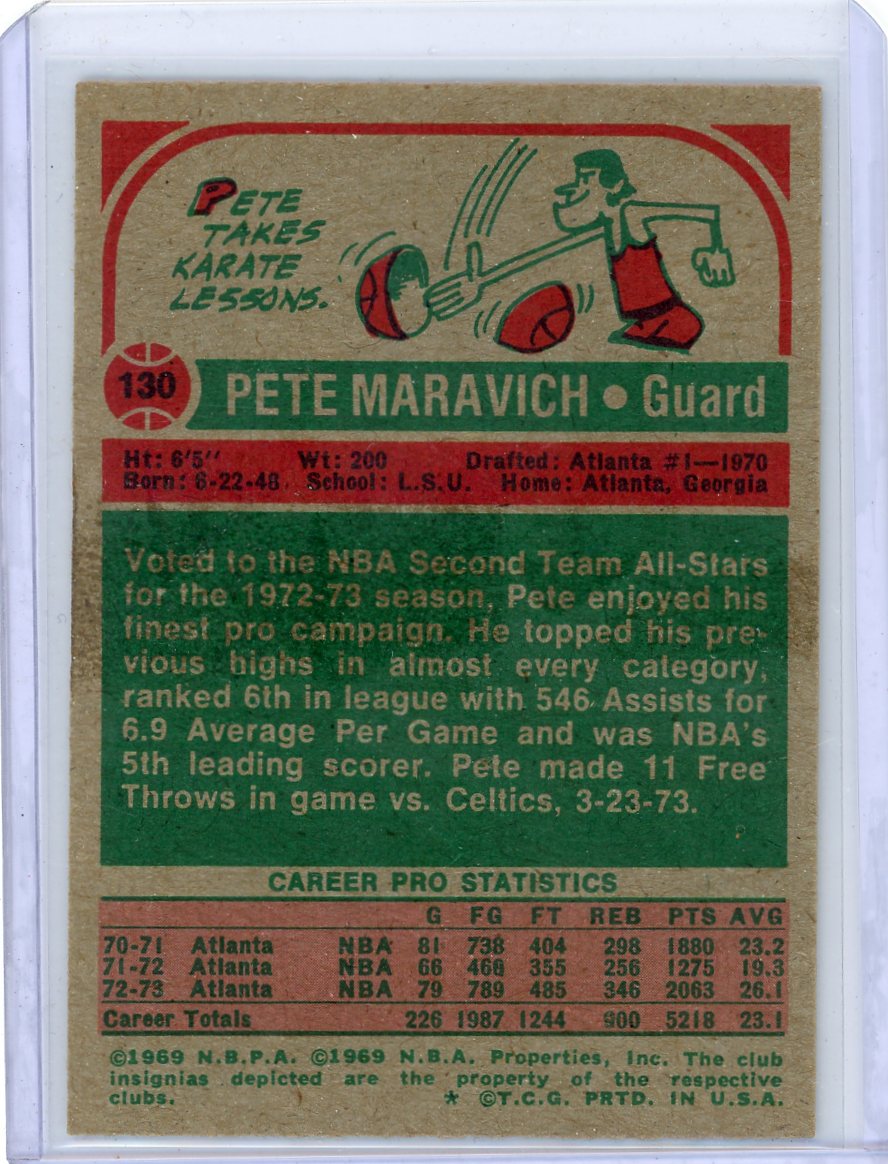 PETE
TAKES
KARATE
LESSONS.
130 PETE MARAVICH • Guard
Ht: 6'5'' Wt: 200 Drafted: Atlanta #1—1970
Born: 6-22-48 School: L.S.U. Home: Atlanta, Georgia
Voted to the NBA Second Team All-Stars
for the 1972-73 season, Pete enjoyed his
finest pro campaign. He topped his pre-
vious highs in almost every category,
ranked 6th in league with 546 Assists for
6.9 Average Per Game and was NBA's
5th leading scorer. Pete made 11 Free
Throws in game vs. Celtics, 3-23-73.
CAREER PRO STATISTICS
G FG FT REB PTS AVG
70-71 Atlanta NBA 81 738 404 298 1880 23.2
71-72 Atlanta NBA 66 460 355 256 1275 19.3
72-73 Atlanta NBA 79 789 485 346 2063 26.1
Career Totals 226 1987 1244 900 5218 23.1
©1969 N.B.P.A. ©1969 N.B.A. Properties, Inc. The club
insignias depicted are the property of the respective
clubs. * ©T.C.G. PRTD. IN U.S.A.